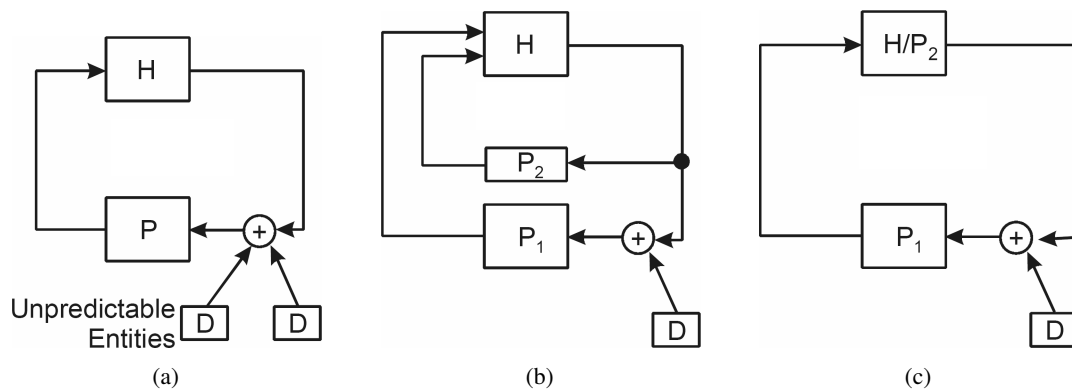 H
P
+
Unpredictable
Entities
D
D
(a)
H
P₂
P₁
+
D
(b)
H/P₂
P₁
+
D
(c)